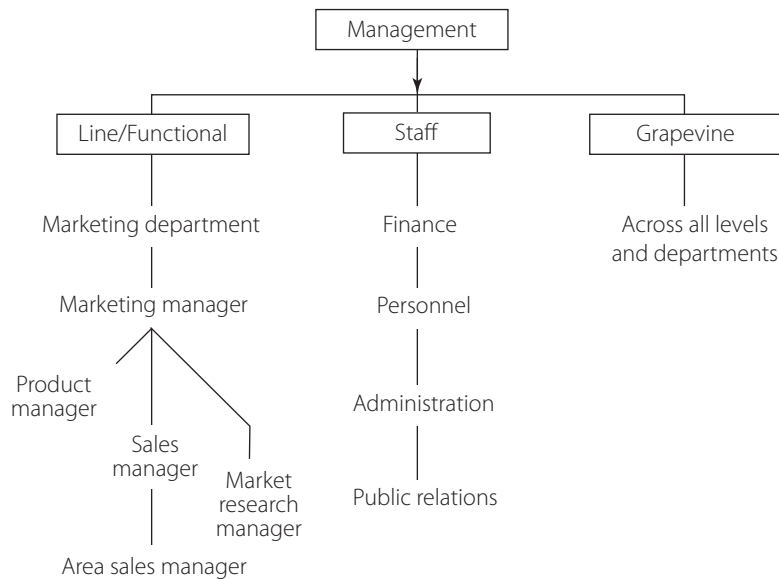 Management
Line/Functional
Staff
Grapevine
Marketing department
Finance
Across all levels
and departments
Marketing manager
Personnel
Product
manager
Administration
Sales
manager
Market
research
manager
Public relations
Area sales manager